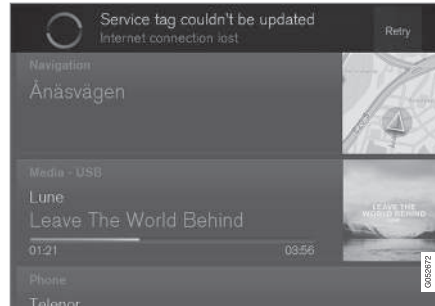 Service tag couldn't be updated
Internet connection lost
Retry
Navigation
Ånäsvägen
Media - USB
Lune
Leave The World Behind
01:21
03:56
LEAVE THE
WORLD BEHIND
Phone
Telenor
G052672